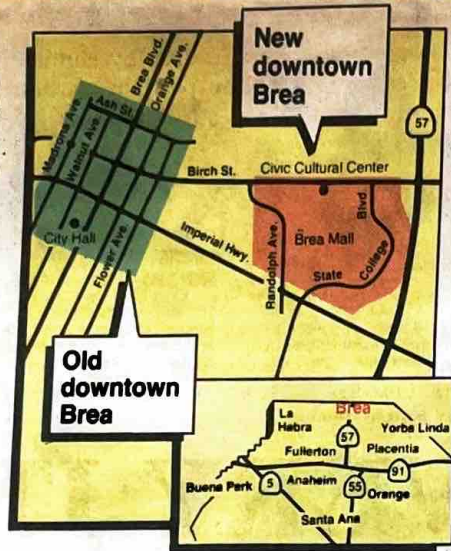 New
downtown
Brea
Brea Blvd.
Orange Ave.
Ash St.
Madrona Ave.
Walnut Ave.
57
Birch St.
Civic Cultural Center
City Hall
Flower Ave.
Imperial Hwy.
Randolph Ave.
Brea Mall
State
College
Blvd.
Old
downtown
Brea
La
Habra
Brea
57
Yorba Linda
Fullerton
Placentia
91
Buena Park
5
Anaheim
55
Orange
Santa Ana